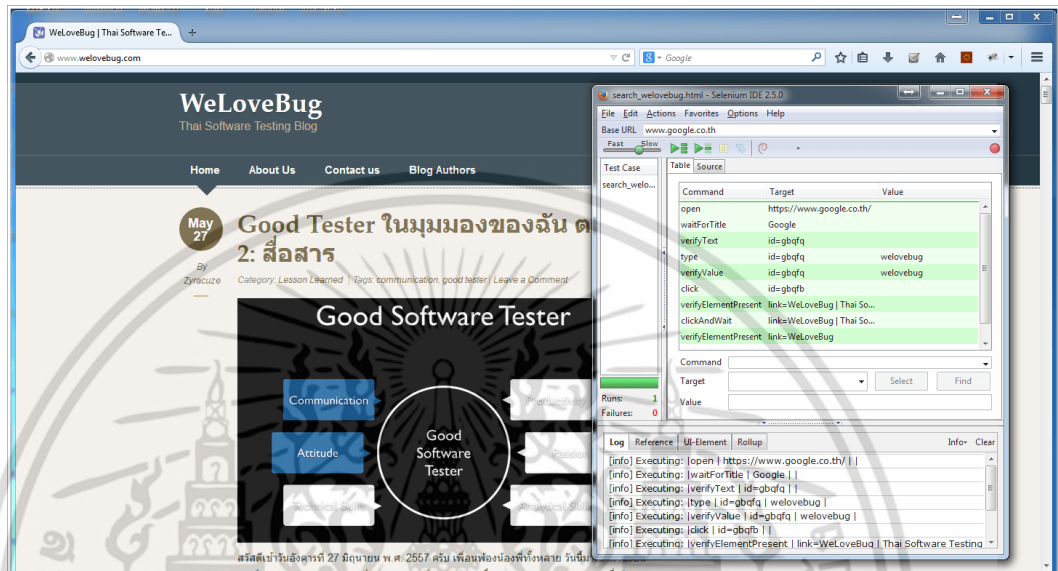 WeLoveBug | Thai Software Te...
www.welovebug.com
Google
WeLoveBug
Thai Software Testing Blog
Home About Us Contact us Blog Authors
May
27
By
Zyracuze
Good Tester ในมุมมองของฉัน ต
2: สื่อสาร
Category: Lesson Learned | Tags: communication, good tester | Leave a Comment
Good Software Tester
Communication
Attitude
Technical Skills
Good
Software
Tester
Productivity
Passion
Analytical Skill
สวัสดีเช้าวันอังคารที่ 27 มิถุนายน พ.ศ. 2557 ครับ เพื่อนพ้องน้องพี่ทั้งหลาย วันนี้มา
search_welovebug.html - Selenium IDE 2.5.0
File Edit Actions Favorites Options Help
Base URL www.google.co.th
Fast Slow
Test Case
search_welo...
Table Source
Command Target Value
open https://www.google.co.th/
waitForTitle Google
verifyText id=gbqfq
type id=gbqfq welovebug
verifyValue id=gbqfq welovebug
click id=gbqfb
verifyElementPresent link=WeLoveBug | Thai So...
clickAndWait link=WeLoveBug | Thai So...
verifyElementPresent link=WeLoveBug
Command
Target Select Find
Value
Runs: 1
Failures: 0
Log Reference UI-Element Rollup Info Clear
[info] Executing: |open | https://www.google.co.th/ | |
[info] Executing: |waitForTitle | Google | |
[info] Executing: |verifyText | id=gbqfq | |
[info] Executing: |type | id=gbqfq | welovebug |
[info] Executing: |verifyValue | id=gbqfq | welovebug |
[info] Executing: |click | id=gbqfb | |
[info] Executing: |verifyElementPresent | link=WeLoveBug | Thai Software Testing